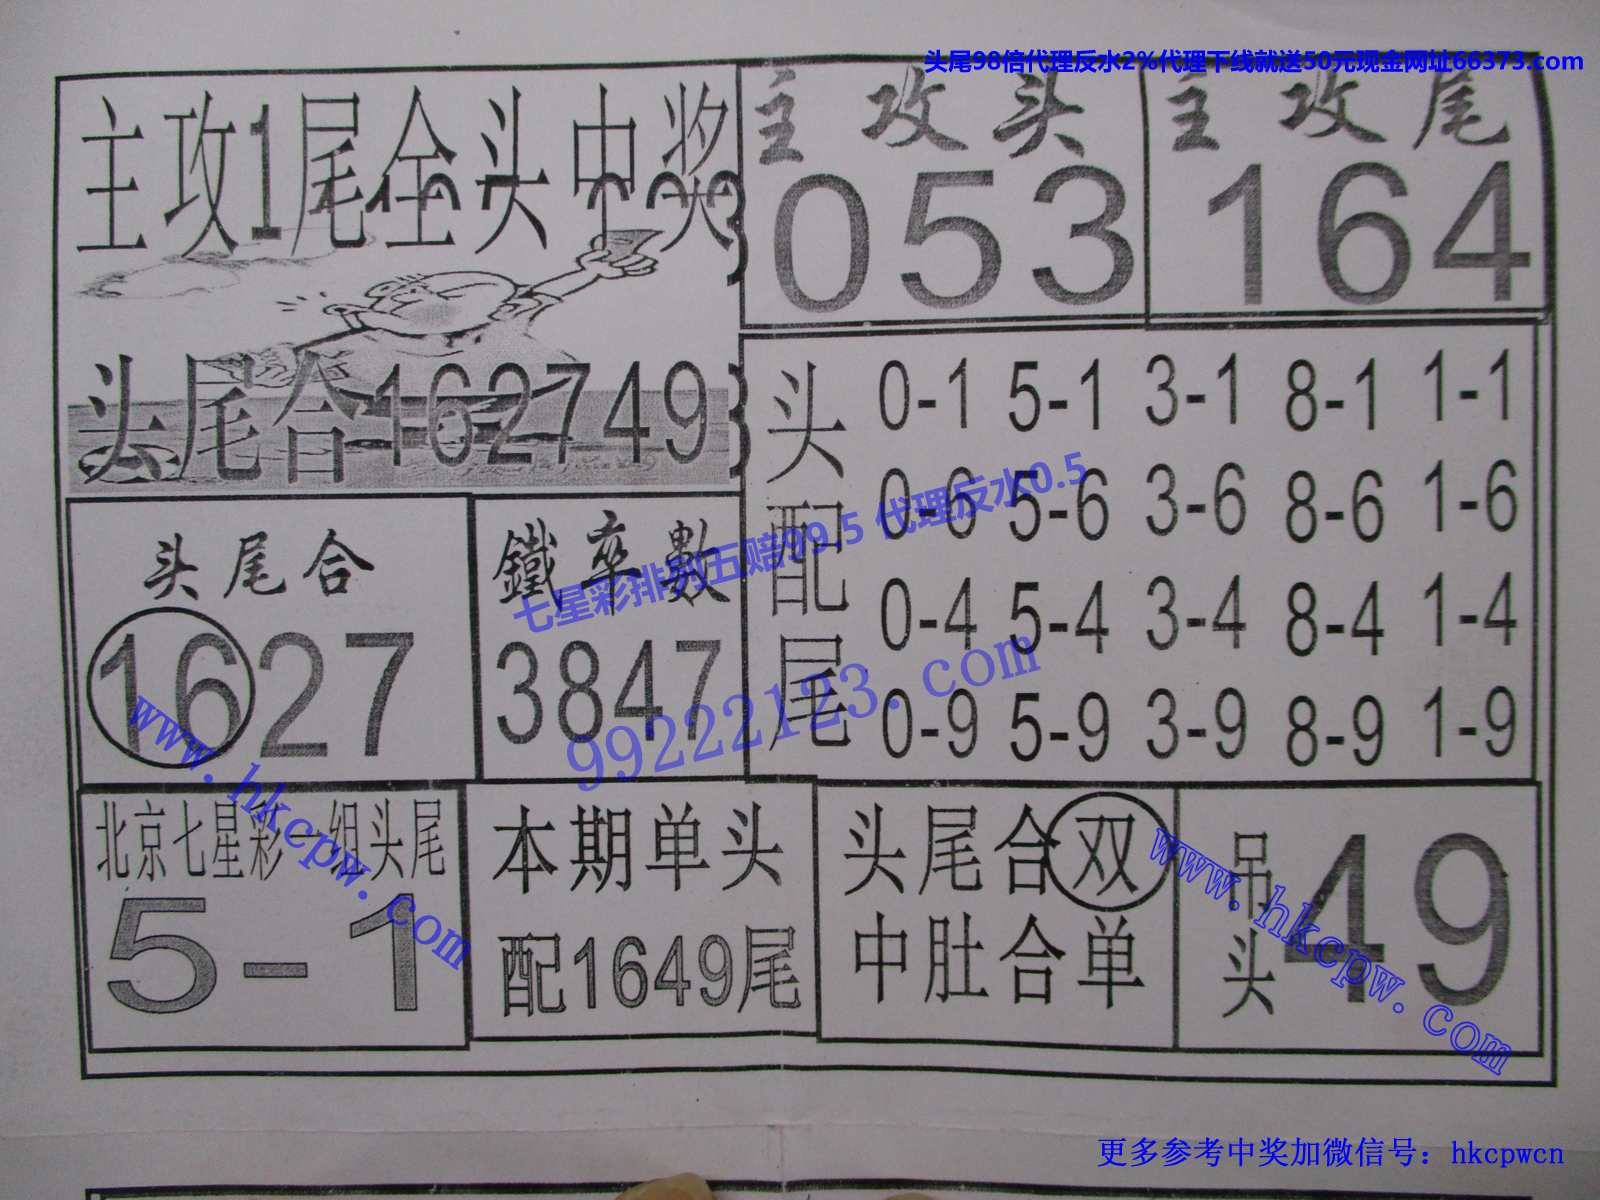 头尾98倍代理反水2%代理下线就送50元现金网址66373.com
主攻1尾全头中奖
主攻头
053
主攻尾
164
头尾合162749
头尾合
1627
鐵率數
3847
头配尾
0-1 5-1 3-1 8-1 1-1
0-6 5-6 3-6 8-6 1-6
0-4 5-4 3-4 8-4 1-4
0-9 5-9 3-9 8-9 1-9
七星彩排列五赔99.5 代理反水0.5
99222123.com
北京七星彩一组头尾
5-1
本期单头
配1649尾
头尾合双
中肚合单
吊头
49
www.hkcpw.com
www.hkcpw.com
更多参考中奖加微信号：hkcpwcn